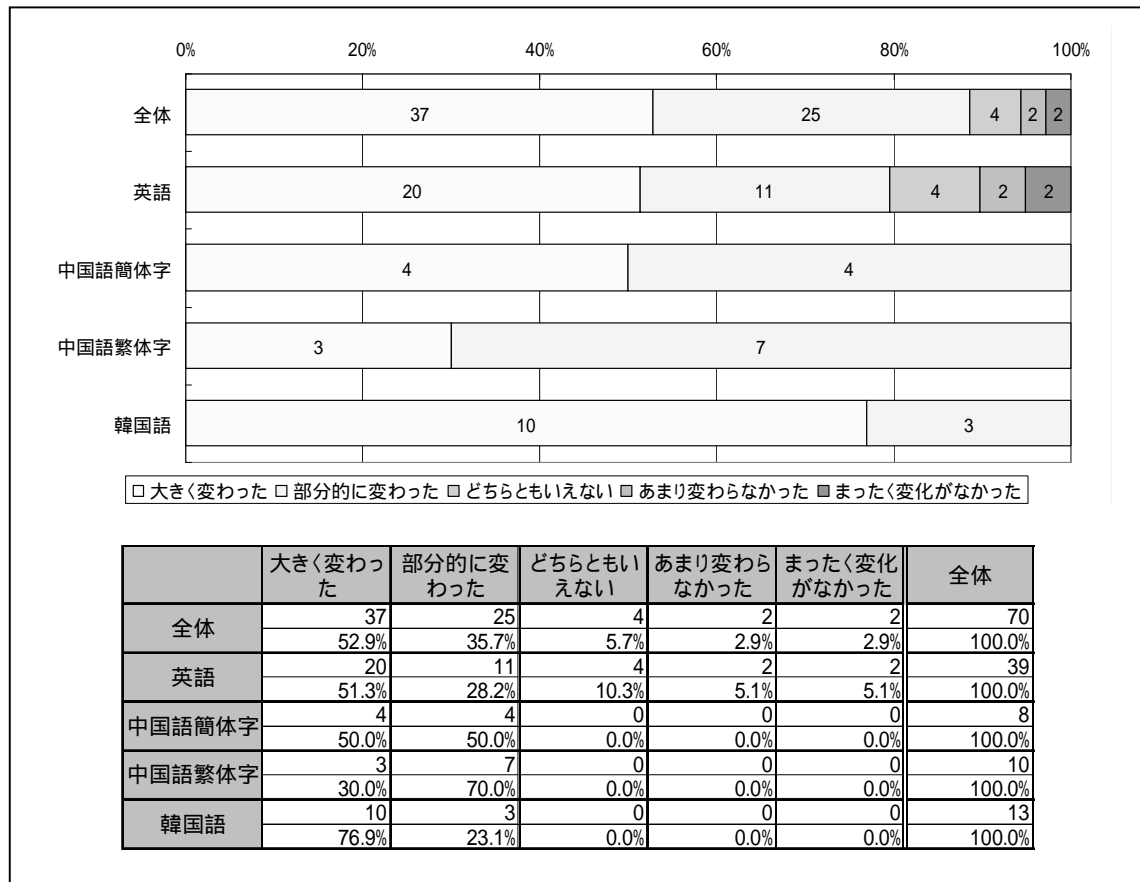 0% 20% 40% 60% 80% 100%
全体 37 25 4 2 2
英語 20 11 4 2 2
中国語簡体字 4 4
中国語繁体字 3 7
韓国語 10 3
大きく変わった 部分的に変わった どちらともいえない あまり変わらなかった まったく変化がなかった
大きく変わっ 部分的に変 どちらともい あまり変わら まったく変化 全体
た わった えない なかった がなかった
全体 37 25 4 2 2 70
52.9% 35.7% 5.7% 2.9% 2.9% 100.0%
英語 20 11 4 2 2 39
51.3% 28.2% 10.3% 5.1% 5.1% 100.0%
中国語簡体字 4 4 0 0 0 8
50.0% 50.0% 0.0% 0.0% 0.0% 100.0%
中国語繁体字 3 7 0 0 0 10
30.0% 70.0% 0.0% 0.0% 0.0% 100.0%
韓国語 10 3 0 0 0 13
76.9% 23.1% 0.0% 0.0% 0.0% 100.0%